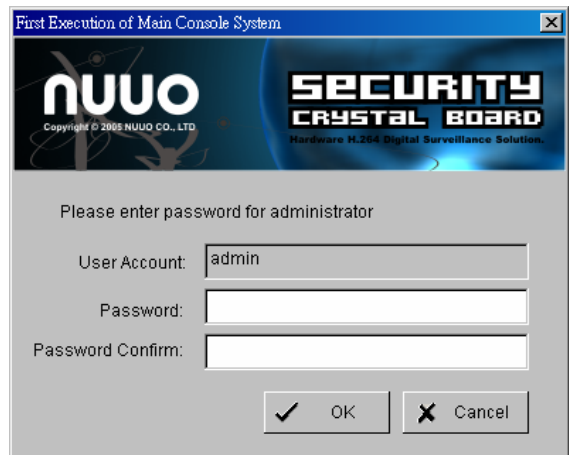 First Execution of Main Console System
NUUO
Copyright © 2005 NUUO CO., LTD
SECURITY
CRYSTAL BOARD
Hardware H.264 Digital Surveillance Solution.
Please enter password for administrator
User Account: admin
Password:
Password Confirm:
OK Cancel